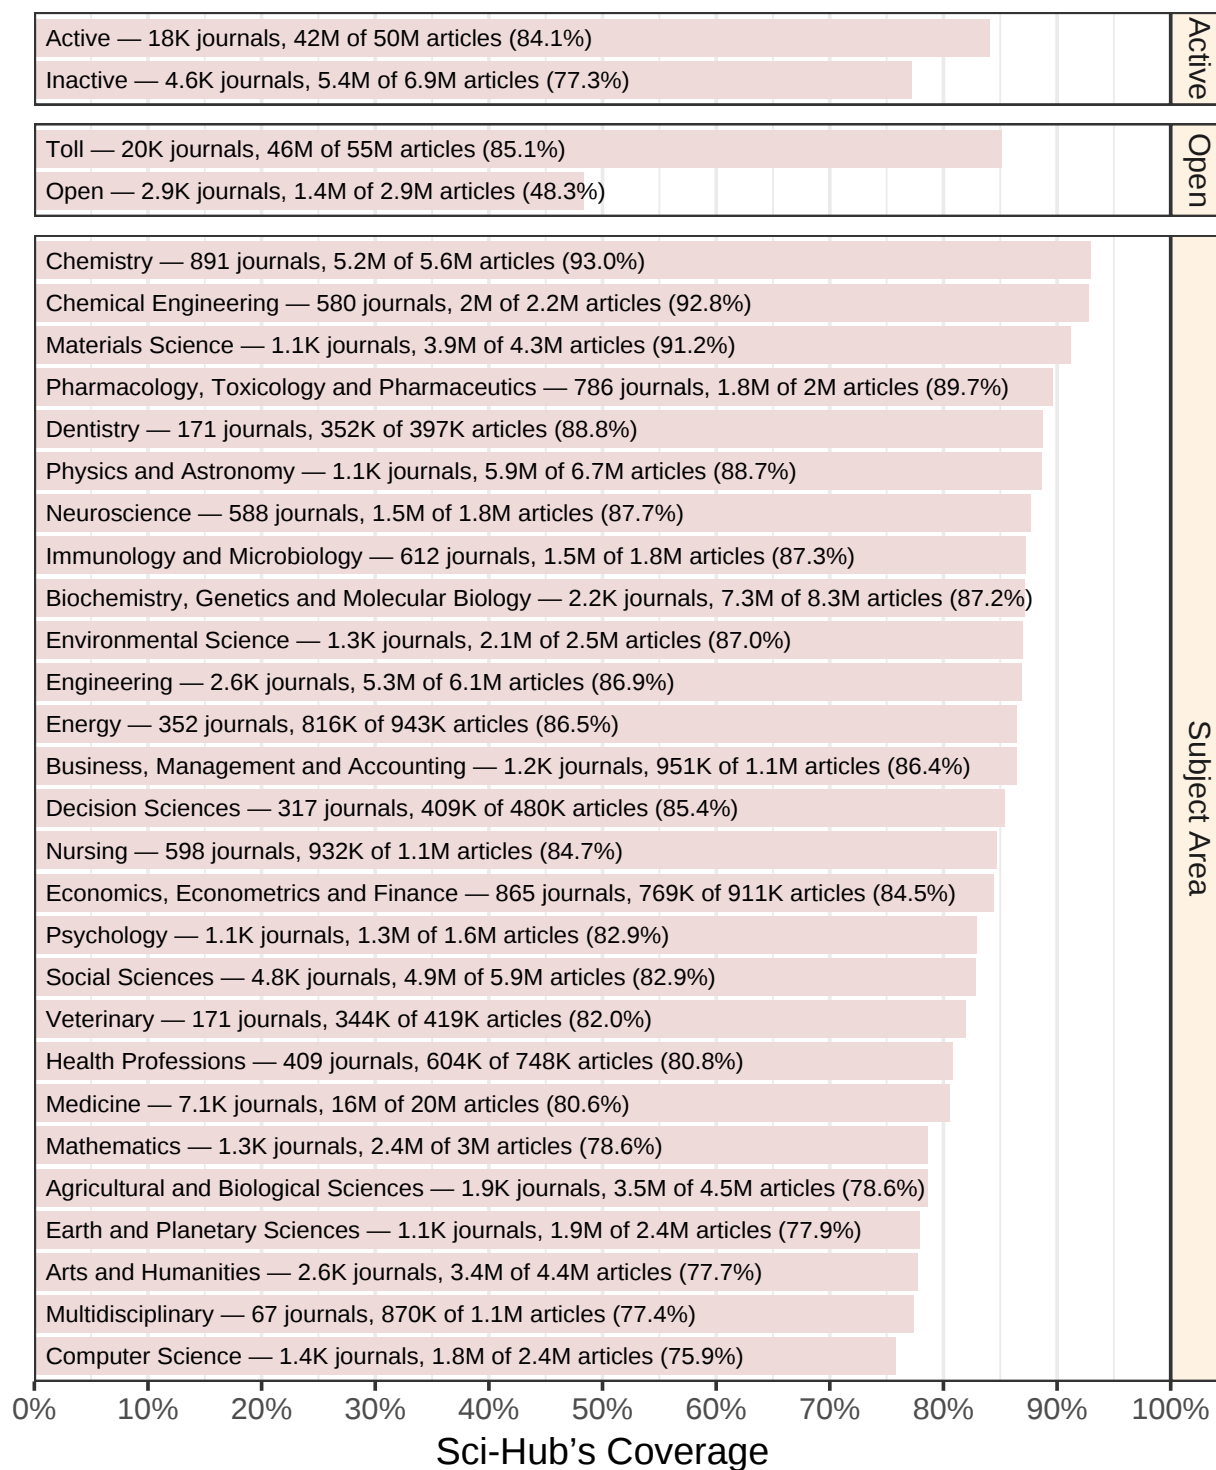 Active — 18K journals, 42M of 50M articles (84.1%)
Inactive — 4.6K journals, 5.4M of 6.9M articles (77.3%)
Active
Toll — 20K journals, 46M of 55M articles (85.1%)
Open — 2.9K journals, 1.4M of 2.9M articles (48.3%)
Open
Chemistry — 891 journals, 5.2M of 5.6M articles (93.0%)
Chemical Engineering — 580 journals, 2M of 2.2M articles (92.8%)
Materials Science — 1.1K journals, 3.9M of 4.3M articles (91.2%)
Pharmacology, Toxicology and Pharmaceutics — 786 journals, 1.8M of 2M articles (89.7%)
Dentistry — 171 journals, 352K of 397K articles (88.8%)
Physics and Astronomy — 1.1K journals, 5.9M of 6.7M articles (88.7%)
Neuroscience — 588 journals, 1.5M of 1.8M articles (87.7%)
Immunology and Microbiology — 612 journals, 1.5M of 1.8M articles (87.3%)
Biochemistry, Genetics and Molecular Biology — 2.2K journals, 7.3M of 8.3M articles (87.2%)
Environmental Science — 1.3K journals, 2.1M of 2.5M articles (87.0%)
Engineering — 2.6K journals, 5.3M of 6.1M articles (86.9%)
Energy — 352 journals, 816K of 943K articles (86.5%)
Business, Management and Accounting — 1.2K journals, 951K of 1.1M articles (86.4%)
Decision Sciences — 317 journals, 409K of 480K articles (85.4%)
Nursing — 598 journals, 932K of 1.1M articles (84.7%)
Economics, Econometrics and Finance — 865 journals, 769K of 911K articles (84.5%)
Psychology — 1.1K journals, 1.3M of 1.6M articles (82.9%)
Social Sciences — 4.8K journals, 4.9M of 5.9M articles (82.9%)
Veterinary — 171 journals, 344K of 419K articles (82.0%)
Health Professions — 409 journals, 604K of 748K articles (80.8%)
Medicine — 7.1K journals, 16M of 20M articles (80.6%)
Mathematics — 1.3K journals, 2.4M of 3M articles (78.6%)
Agricultural and Biological Sciences — 1.9K journals, 3.5M of 4.5M articles (78.6%)
Earth and Planetary Sciences — 1.1K journals, 1.9M of 2.4M articles (77.9%)
Arts and Humanities — 2.6K journals, 3.4M of 4.4M articles (77.7%)
Multidisciplinary — 67 journals, 870K of 1.1M articles (77.4%)
Computer Science — 1.4K journals, 1.8M of 2.4M articles (75.9%)
Subject Area
0% 10% 20% 30% 40% 50% 60% 70% 80% 90% 100%
Sci-Hub’s Coverage